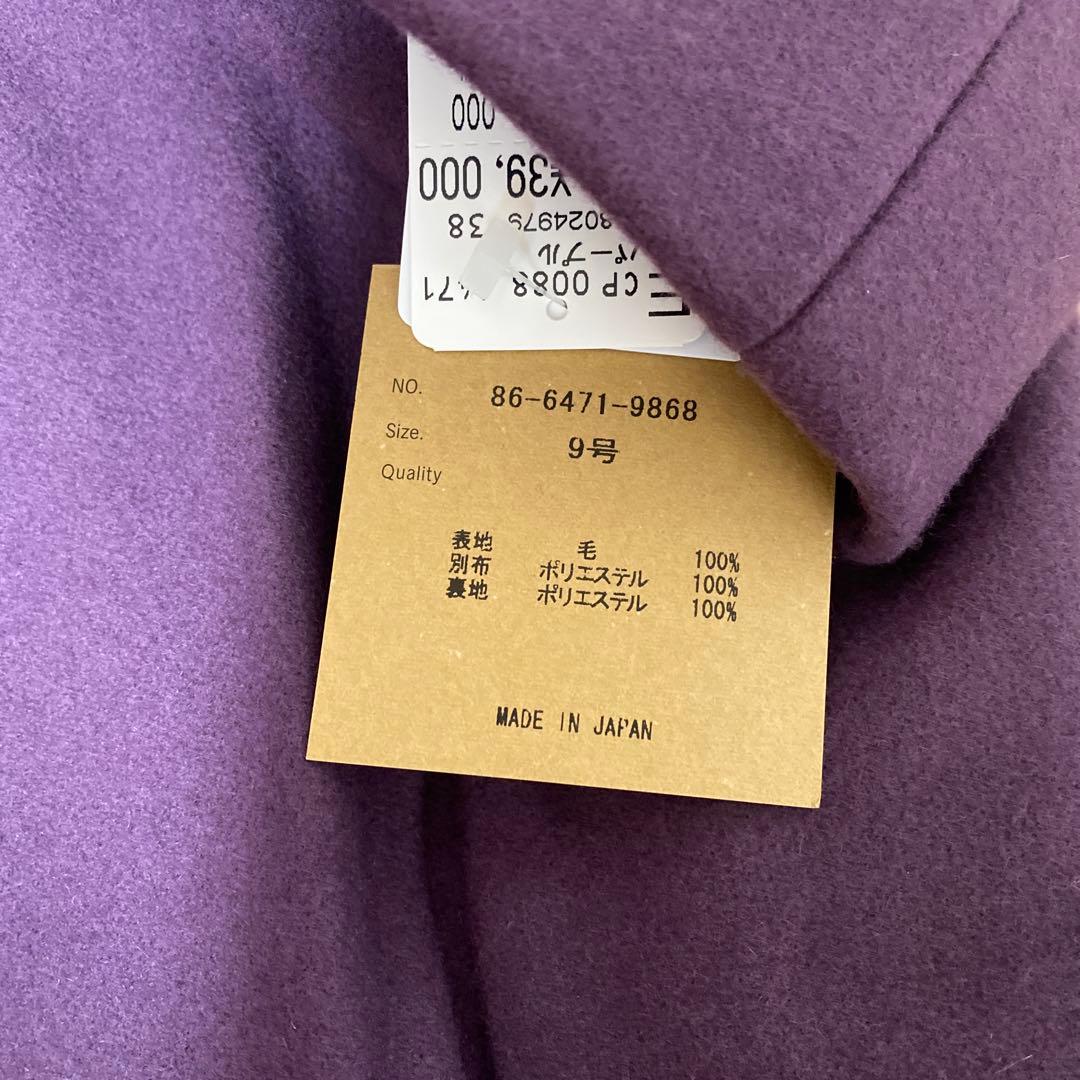 000
¥39, 000
8024979 38
パープル
CP 0088
NO. 86-6471-9868
Size. 9号
Quality
表地 毛 100%
別布 ポリエステル 100%
裏地 ポリエステル 100%
MADE IN JAPAN